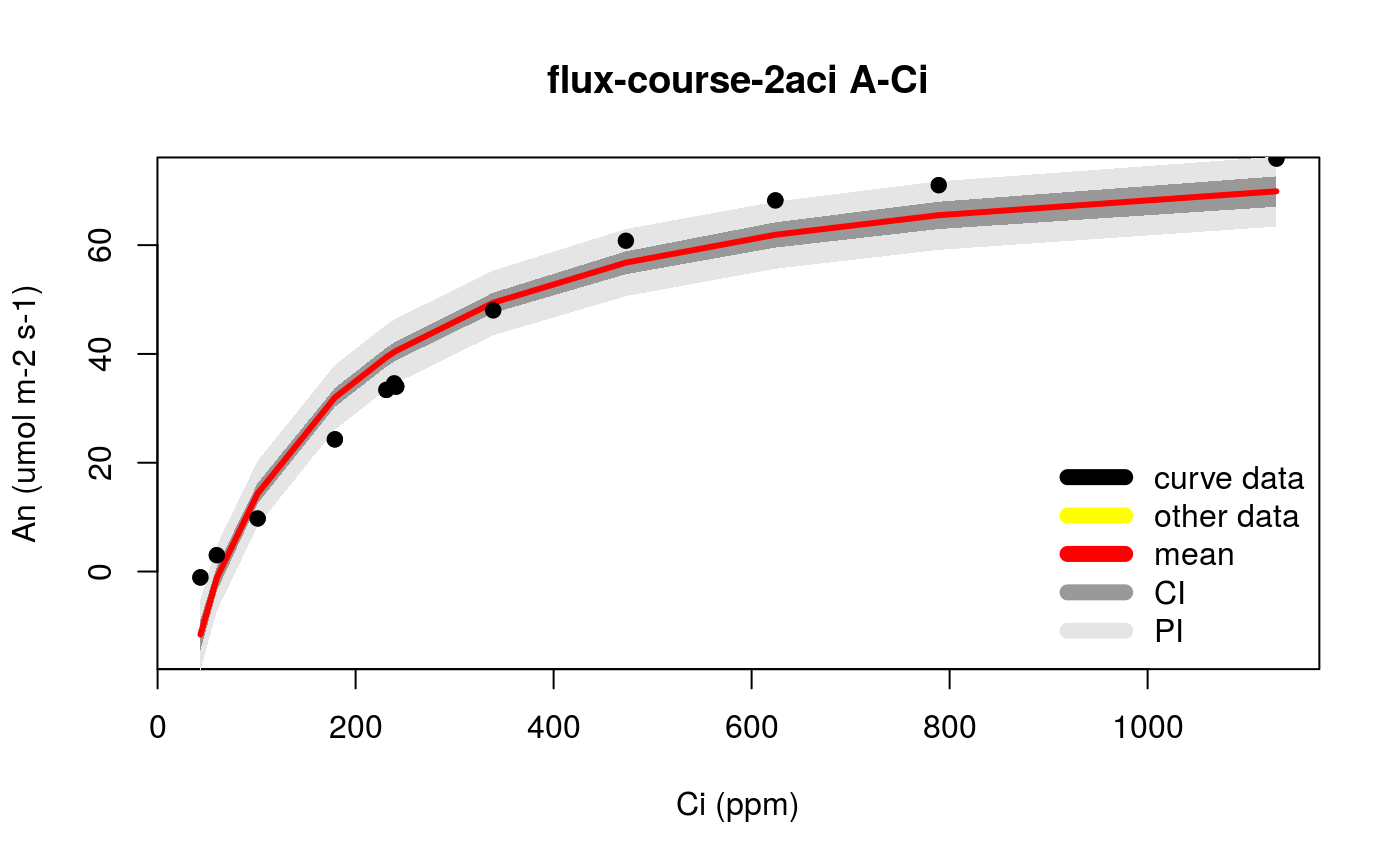 flux-course-2aci A-Ci
An (umol m-2 s-1)
60
40
20
0
curve data
other data
mean
CI
PI
0 200 400 600 800 1000
Ci (ppm)